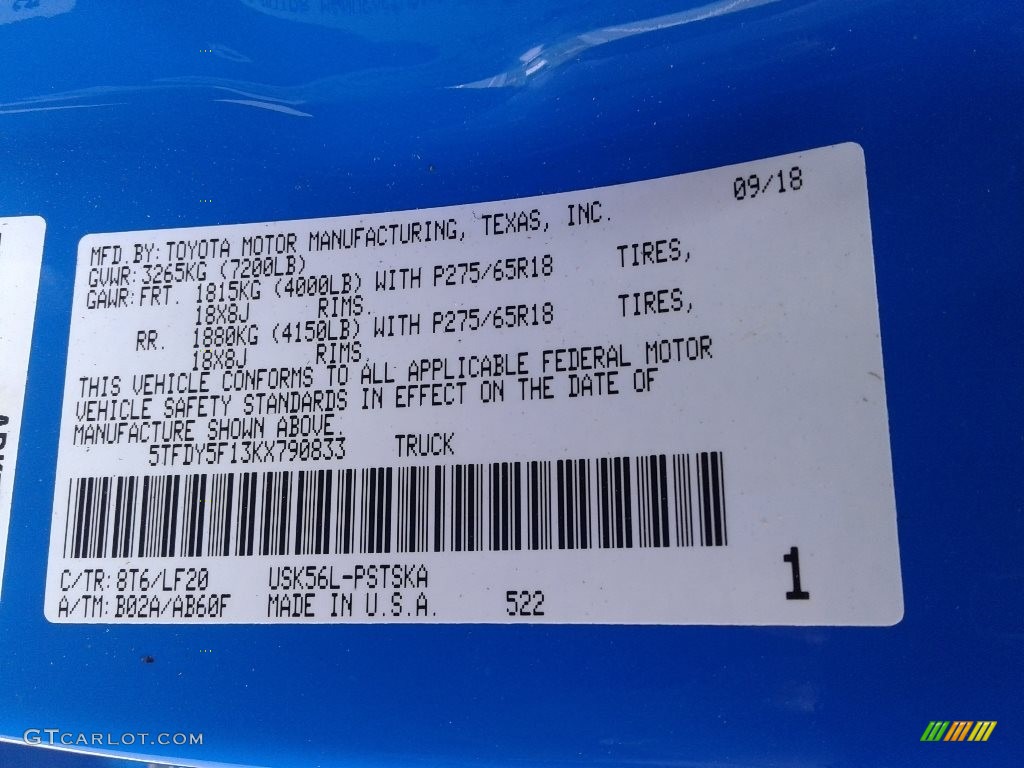 09/18
MFD BY: TOYOTA MOTOR MANUFACTURING, TEXAS, INC.
GVWR: 3265KG (7200LB)
GAWR: FRT. 1815KG (4000LB) WITH P275/65R18 TIRES,
18X8J RIMS.
RR. 1880KG (4150LB) WITH P275/65R18 TIRES,
18X8J RIMS.
THIS VEHICLE CONFORMS TO ALL APPLICABLE FEDERAL MOTOR
VEHICLE SAFETY STANDARDS IN EFFECT ON THE DATE OF
MANUFACTURE SHOWN ABOVE.
5TFDY5F13KX790833 TRUCK
C/TR: 8T6/LF20 USK56L-PSTSKA
A/TM: B02A/AB60F MADE IN U.S.A. 522
1
GTCARLOT.COM